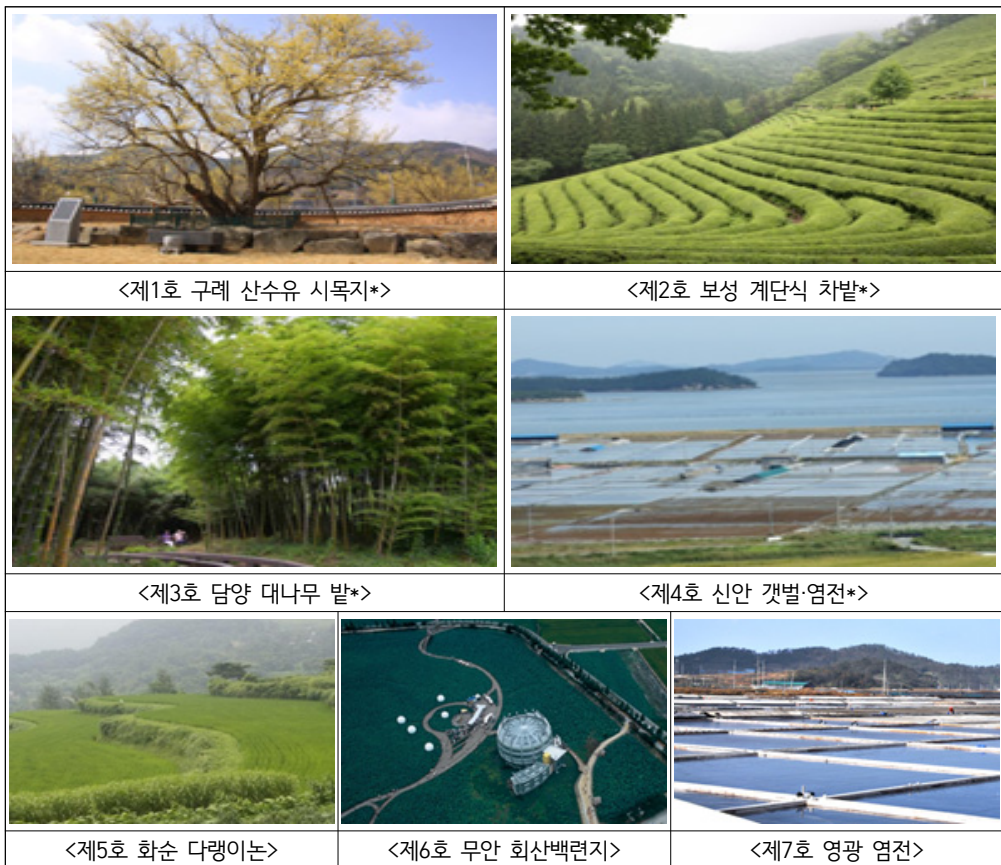 <제1호 구례 산수유 시목지*>
<제2호 보성 계단식 차밭*>
<제3호 담양 대나무 밭*>
<제4호 신안 갯벌·염전*>
<제5호 화순 다랭이논>
<제6호 무안 회산백련지>
<제7호 영광 염전>